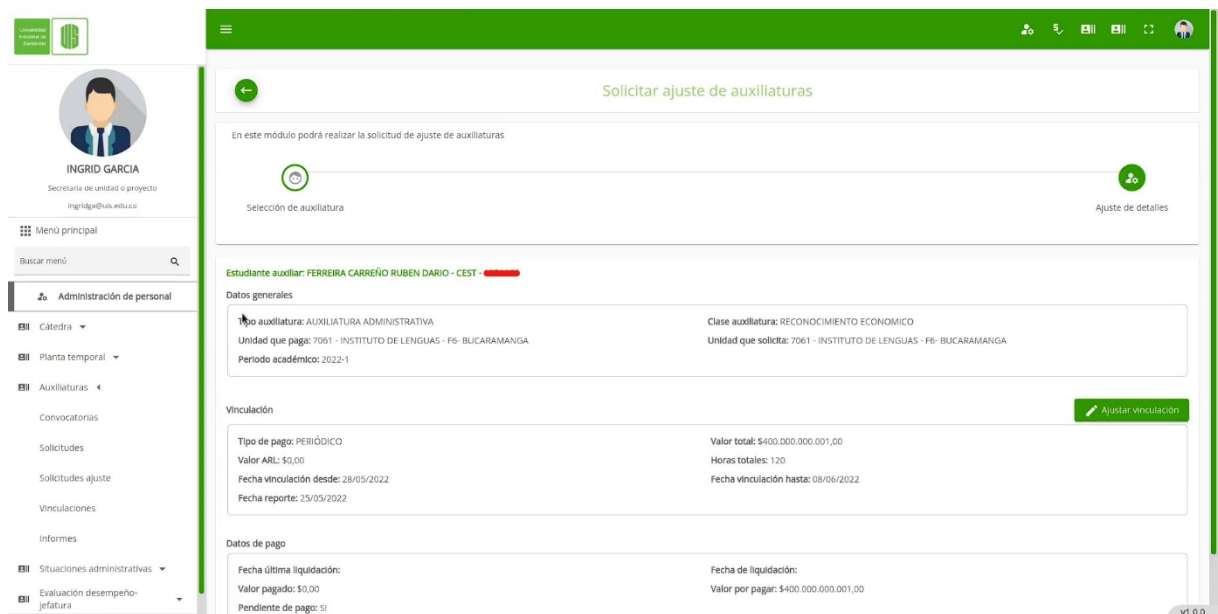 Universidad
Industrial de
Santander
UIS
INGRID GARCIA
Secretaria de unidad o proyecto
ingridga@uis.edu.co
Menú principal
Buscar menú
Administración de personal
Cátedra
Planta temporal
Auxiliaturas
Convocatorias
Solicitudes
Solicitudes ajuste
Vinculaciones
Informes
Situaciones administrativas
Evaluación desempeño-
jefatura
Solicitar ajuste de auxiliaturas
En este módulo podrá realizar la solicitud de ajuste de auxiliaturas
Selección de auxiliatura
Ajuste de detalles
Estudiante auxiliar: FERREIRA CARREÑO RUBEN DARIO - CEST -
Datos generales
Tipo auxiliatura: AUXILIATURA ADMINISTRATIVA
Clase auxiliatura: RECONOCIMIENTO ECONOMICO
Unidad que paga: 7061 - INSTITUTO DE LENGUAS - F6- BUCARAMANGA
Unidad que solicita: 7061 - INSTITUTO DE LENGUAS - F6- BUCARAMANGA
Periodo académico: 2022-1
Vinculación
Ajustar vinculación
Tipo de pago: PERIÓDICO
Valor total: $400.000.000.001,00
Valor ARL: $0,00
Horas totales: 120
Fecha vinculación desde: 28/05/2022
Fecha vinculación hasta: 08/06/2022
Fecha reporte: 25/05/2022
Datos de pago
Fecha última liquidación:
Fecha de liquidación:
Valor pagado: $0,00
Valor por pagar: $400.000.000.001,00
Pendiente de pago: SI
v1.0.0